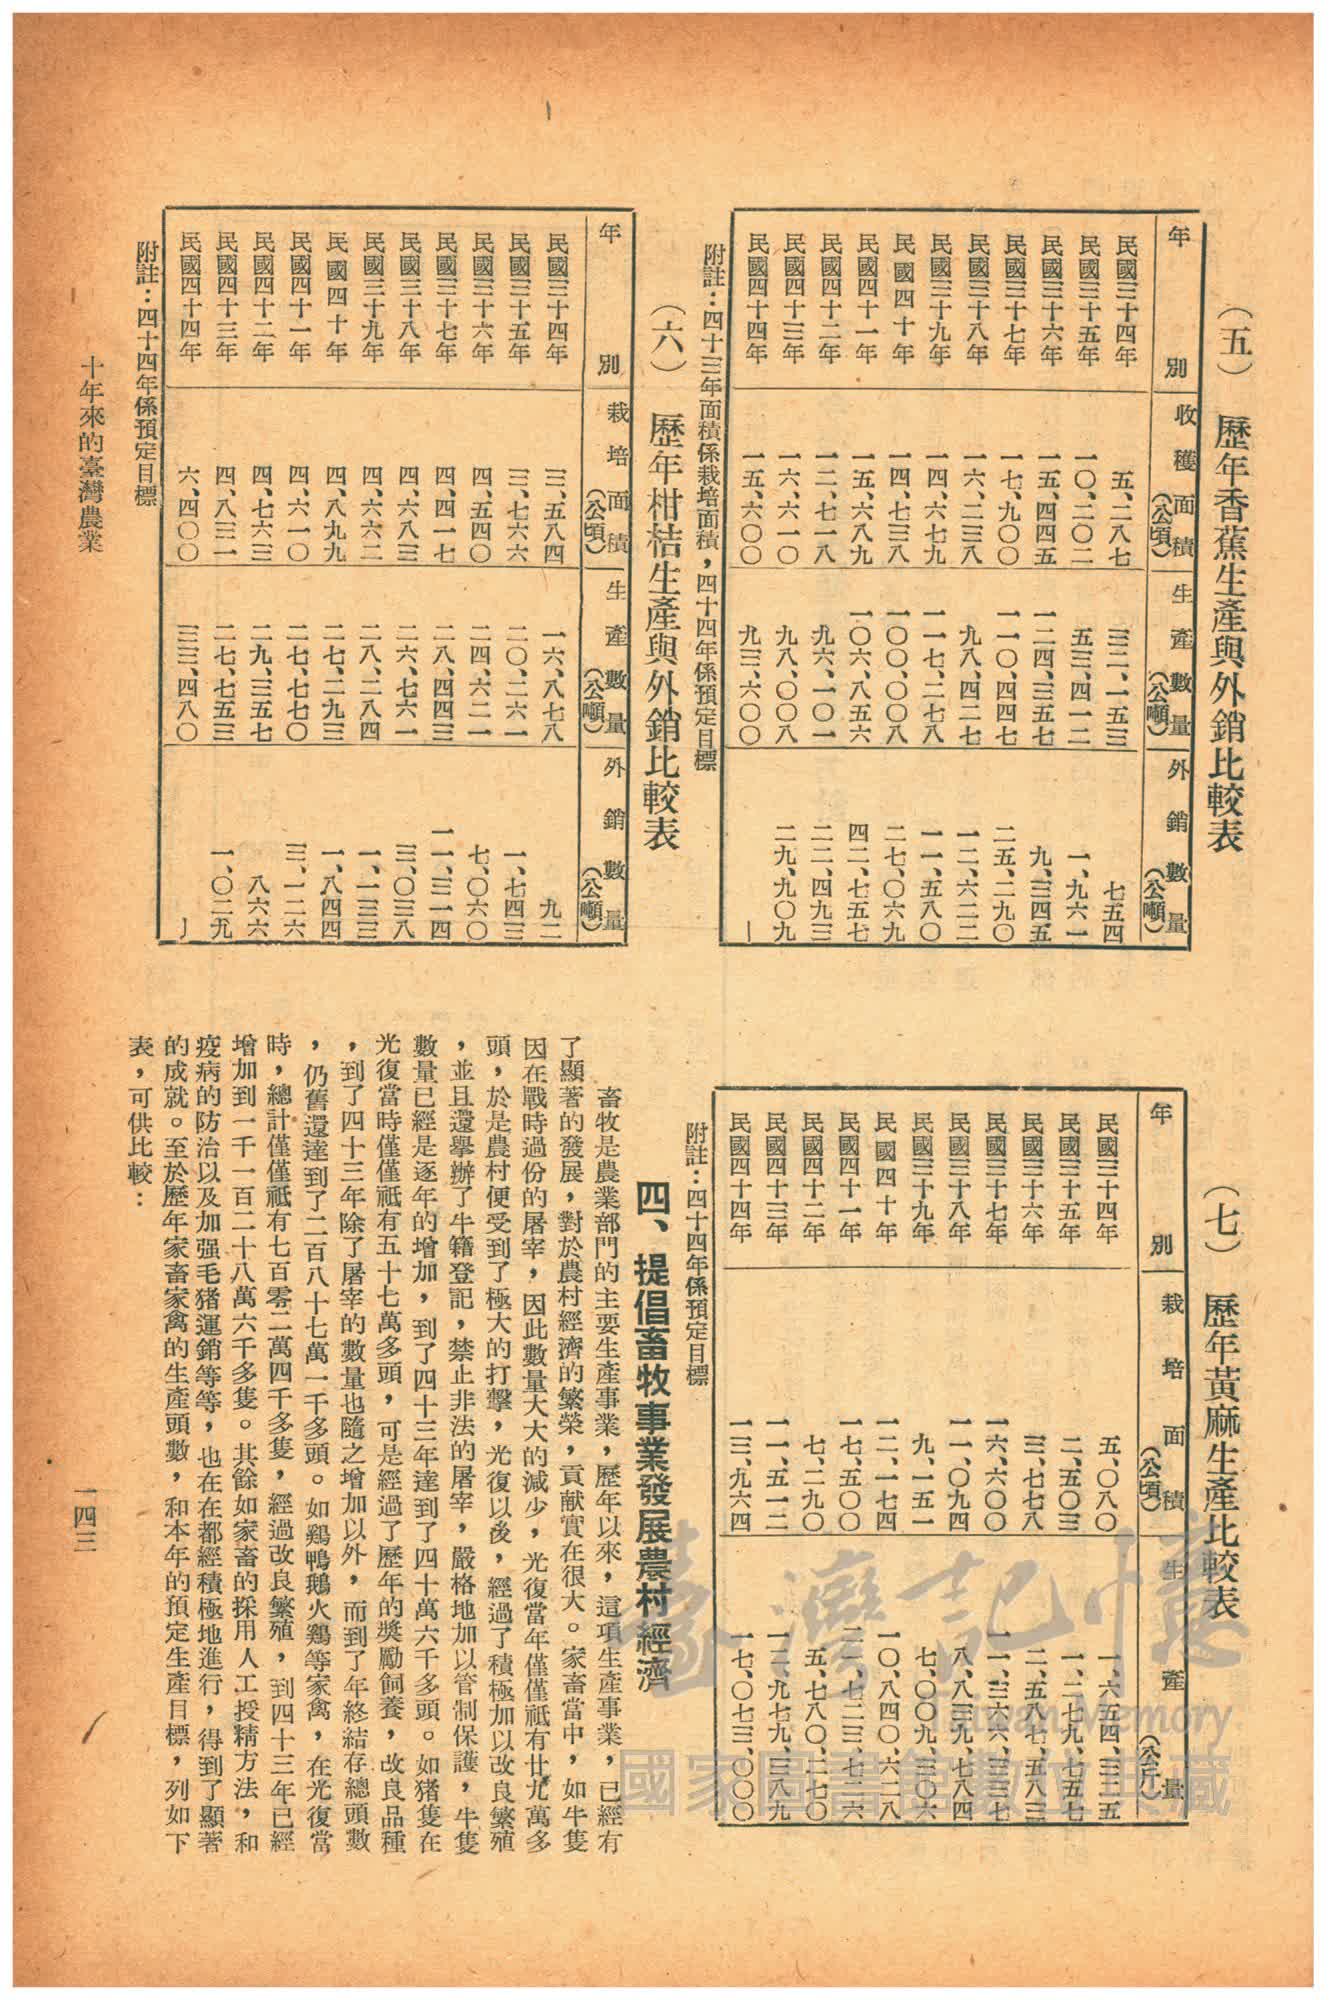 (五) 歷年香蕉生產與外銷比較表
年別 收穫面積(公頃) 生產數量(公噸) 外銷數量(公噸)
民國三十四年 五、二八七 三二、一五三 七五四
民國三十五年 一〇、二〇二 五三、四一二 一、九六一
民國三十六年 一五、四四五 一二四、三五七 九、三四五
民國三十七年 一七、九〇〇 一一〇、四四七 二五、二九〇
民國三十八年 一六、二三八 九八、四二七 一二、六二二
民國三十九年 一四、六七九 一一七、二七八 一一、五八〇
民國四十年 一四、七三八 一〇〇、〇〇八 二七、〇六九
民國四十一年 一五、六八九 一〇六、八五六 四二、七五七
民國四十二年 一二、七一八 九六、一〇一 二二、四九三
民國四十三年 一六、六一〇 九八、〇〇八 二九、九〇九
民國四十四年 一五、六〇〇 九三、六〇〇 —
附註：四十三年面積係栽培面積，四十四年係預定目標
(六) 歷年柑桔生產與外銷比較表
年別 栽培面積(公頃) 生產數量(公噸) 外銷數量(公噸)
民國三十四年 三、五八四 一六、八七八 九二
民國三十五年 三、七六六 二〇、二六一 一、七四三
民國三十六年 四、五四〇 二四、六二一 七、〇六〇
民國三十七年 四、四一七 二八、四四三 一一、三一四
民國三十八年 四、六八三 二六、七六一 三、〇三八
民國三十九年 四、六六二 二八、二八四 一、一三三
民國四十年 四、八九九 二七、二九三 一、八四四
民國四十一年 四、六一〇 二七、七七〇 三、一二六
民國四十二年 四、七六三 二九、三五七 八六六
民國四十三年 四、八三一 二七、七五三 一、〇二九
民國四十四年 六、四〇〇 三三、四八〇 —
附註：四十四年係預定目標
(七) 歷年黃麻生產比較表
年別 栽培面積(公頃) 生產量(公斤)
民國三十四年 五、〇八〇 一、六五四、三三五
民國三十五年 二、五〇三 一、二七九、七五七
民國三十六年 三、七七八 二、五八七、五八三
民國三十七年 一六、六〇〇 一一、三六六、三三七
民國三十八年 一一、〇九四 八、八三九、七八四
民國三十九年 九、一五一 七、〇〇九、三〇六
民國四十年 一二、一七四 一〇、八四〇、六二八
民國四十一年 一七、五〇〇 二一、七二三、七二六
民國四十二年 七、二九〇 五、七八〇、二七〇
民國四十三年 一一、五一二 一二、九七九、三八九
民國四十四年 一三、九六四 一七、〇七三、〇〇〇
附註：四十四年係預定目標
四、提倡畜牧事業發展農村經濟
畜牧是農業部門的主要生產事業，歷年以來，這項生產事業，已經有
了顯著的發展，對於農村經濟的繁榮，貢献實在很大。家畜當中，如牛隻
因在戰時過份的屠宰，因此數量大大的減少，光復當年僅僅祗有廿九萬多
頭，於是農村便受到了極大的打擊，光復以後，經過了積極加以改良繁殖
，並且還擧辦了牛籍登記，禁止非法的屠宰，嚴格地加以管制保護，牛隻
數量已經是逐年的增加，到了四十三年達到了四十萬六千多頭。如猪隻在
光復當時僅僅祗有五十七萬多頭，可是經過了歷年的獎勵飼養，改良品種
，到了四十三年除了屠宰的數量也隨之增加以外，而到了年終結存總頭數
，仍舊還達到了二百八十七萬一千多頭。如鷄鴨鵝火鷄等家禽，在光復當
時，總計僅僅祗有七百零二萬四千多隻，經過改良繁殖，到四十三年已經
增加到一千一百二十八萬六千多隻。其餘如家畜的採用人工授精方法，和
疫病的防治以及加强毛猪運銷等等，也在在都經積極地進行，得到了顯著
的成就。至於歷年家畜家禽的生產頭數，和本年的預定生產目標，列如下
表，可供比較：
十年來的臺灣農業
一四三
臺灣記憶
Taiwan Memory
國家圖書館數位典藏